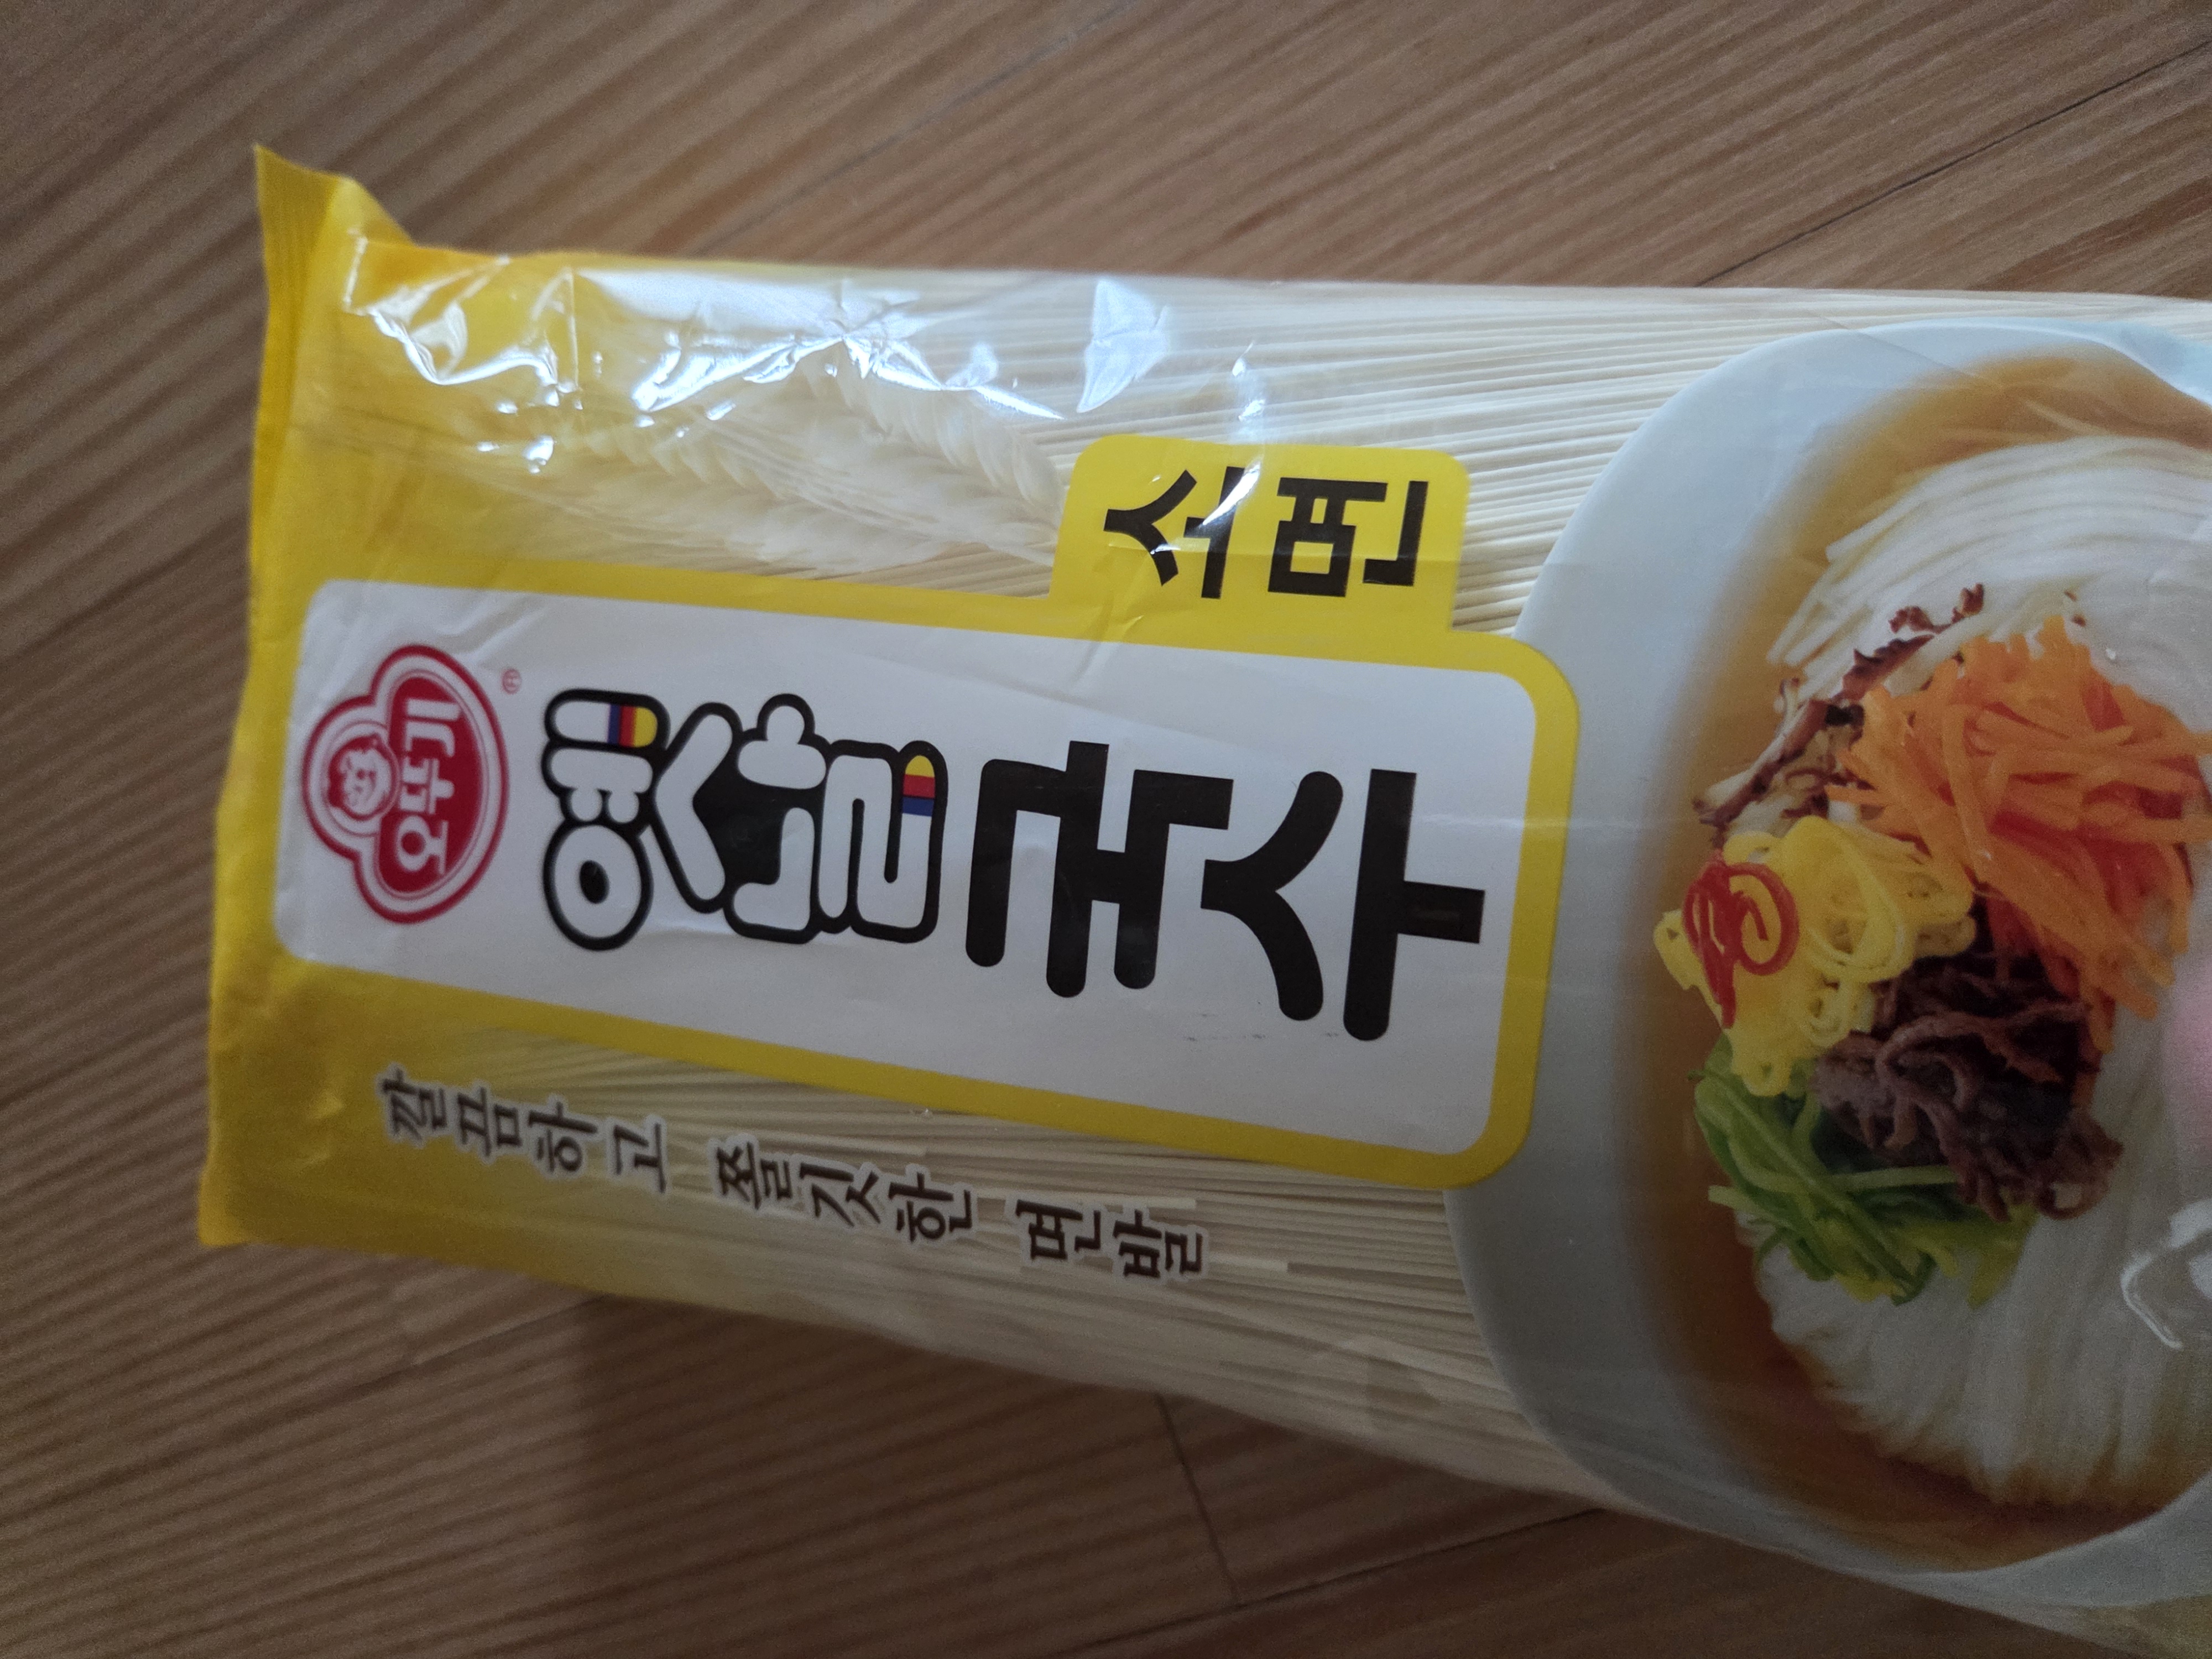 오뚜기
®
옛날 국수
소면
깔끔하고 쫄깃한 면발